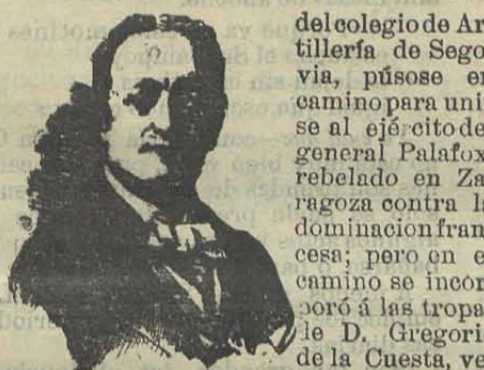 del colegio de Ar
tillería de Sego
via, púsose en
camino para uni
se al ejército de
general Palafox
rebelado en Za
ragoza contra la
dominacion fran
cesa; pero en e
camino se incor
poró á las tropa
de D. Gregorio
de la Cuesta, ve